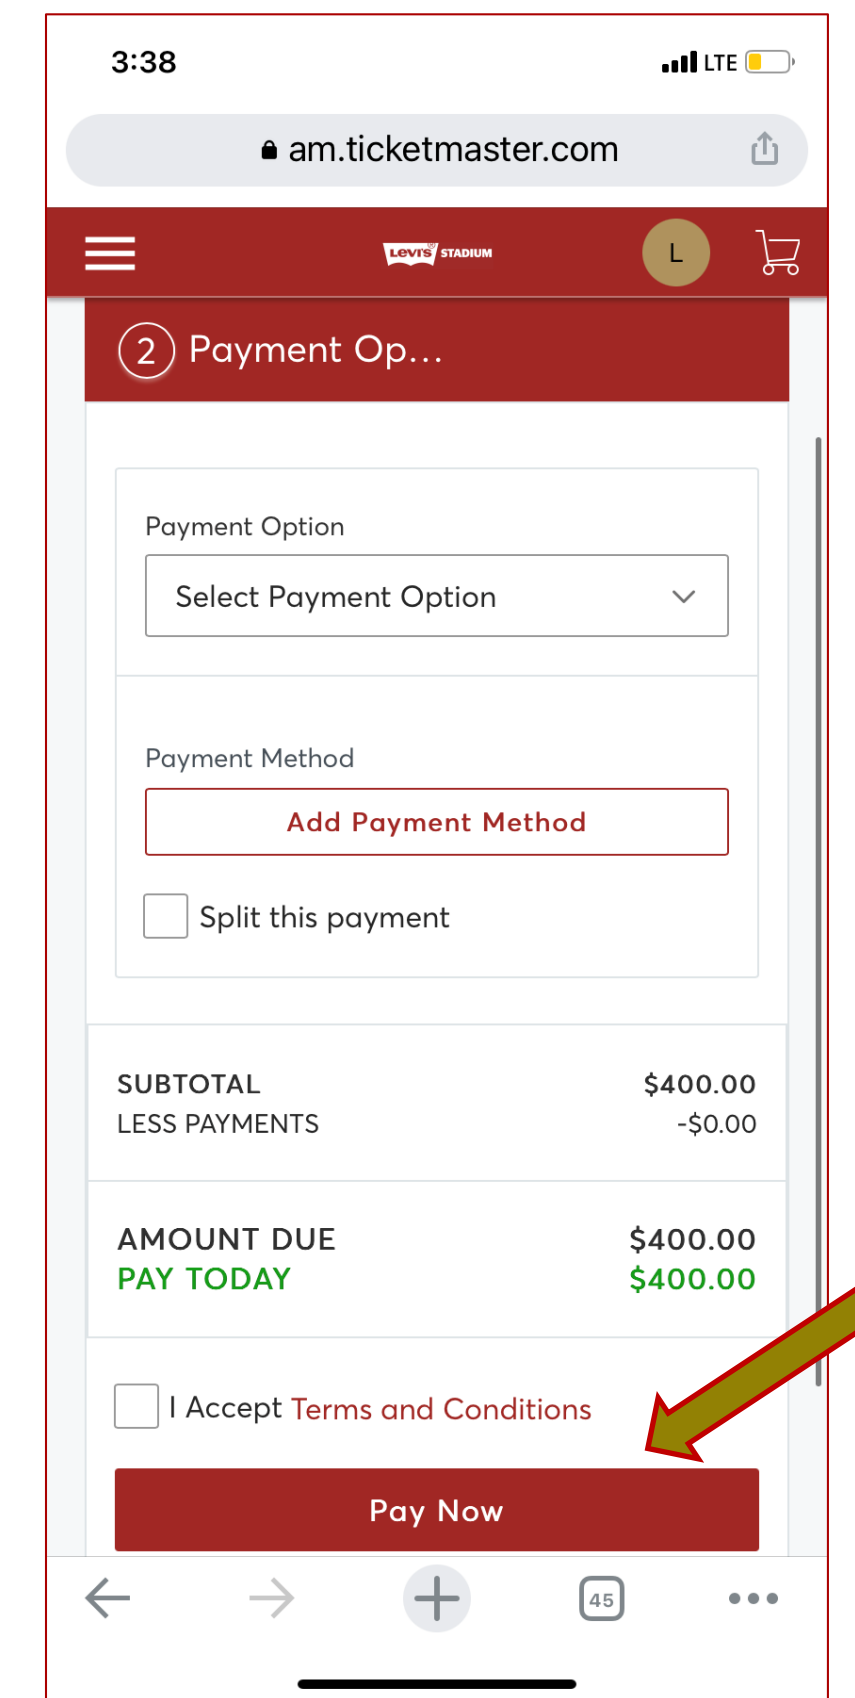 3:38
LTE
am.ticketmaster.com
LEVI'S STADIUM
L
2 Payment Op...
Payment Option
Select Payment Option
Payment Method
Add Payment Method
Split this payment
SUBTOTAL $400.00
LESS PAYMENTS -$0.00
AMOUNT DUE $400.00
PAY TODAY $400.00
I Accept Terms and Conditions
Pay Now
45